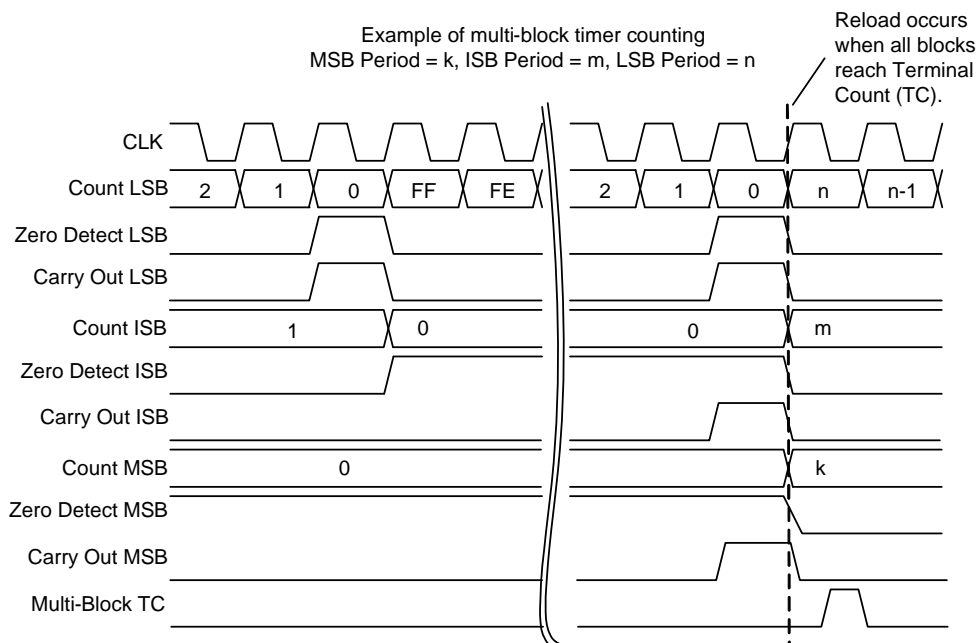 Example of multi-block timer counting
MSB Period = k, ISB Period = m, LSB Period = n
Reload occurs
when all blocks
reach Terminal
Count (TC).
CLK
Count LSB 2 1 0 FF FE 2 1 0 n n-1
Zero Detect LSB
Carry Out LSB
Count ISB 1 0 0 m
Zero Detect ISB
Carry Out ISB
Count MSB 0 k
Zero Detect MSB
Carry Out MSB
Multi-Block TC